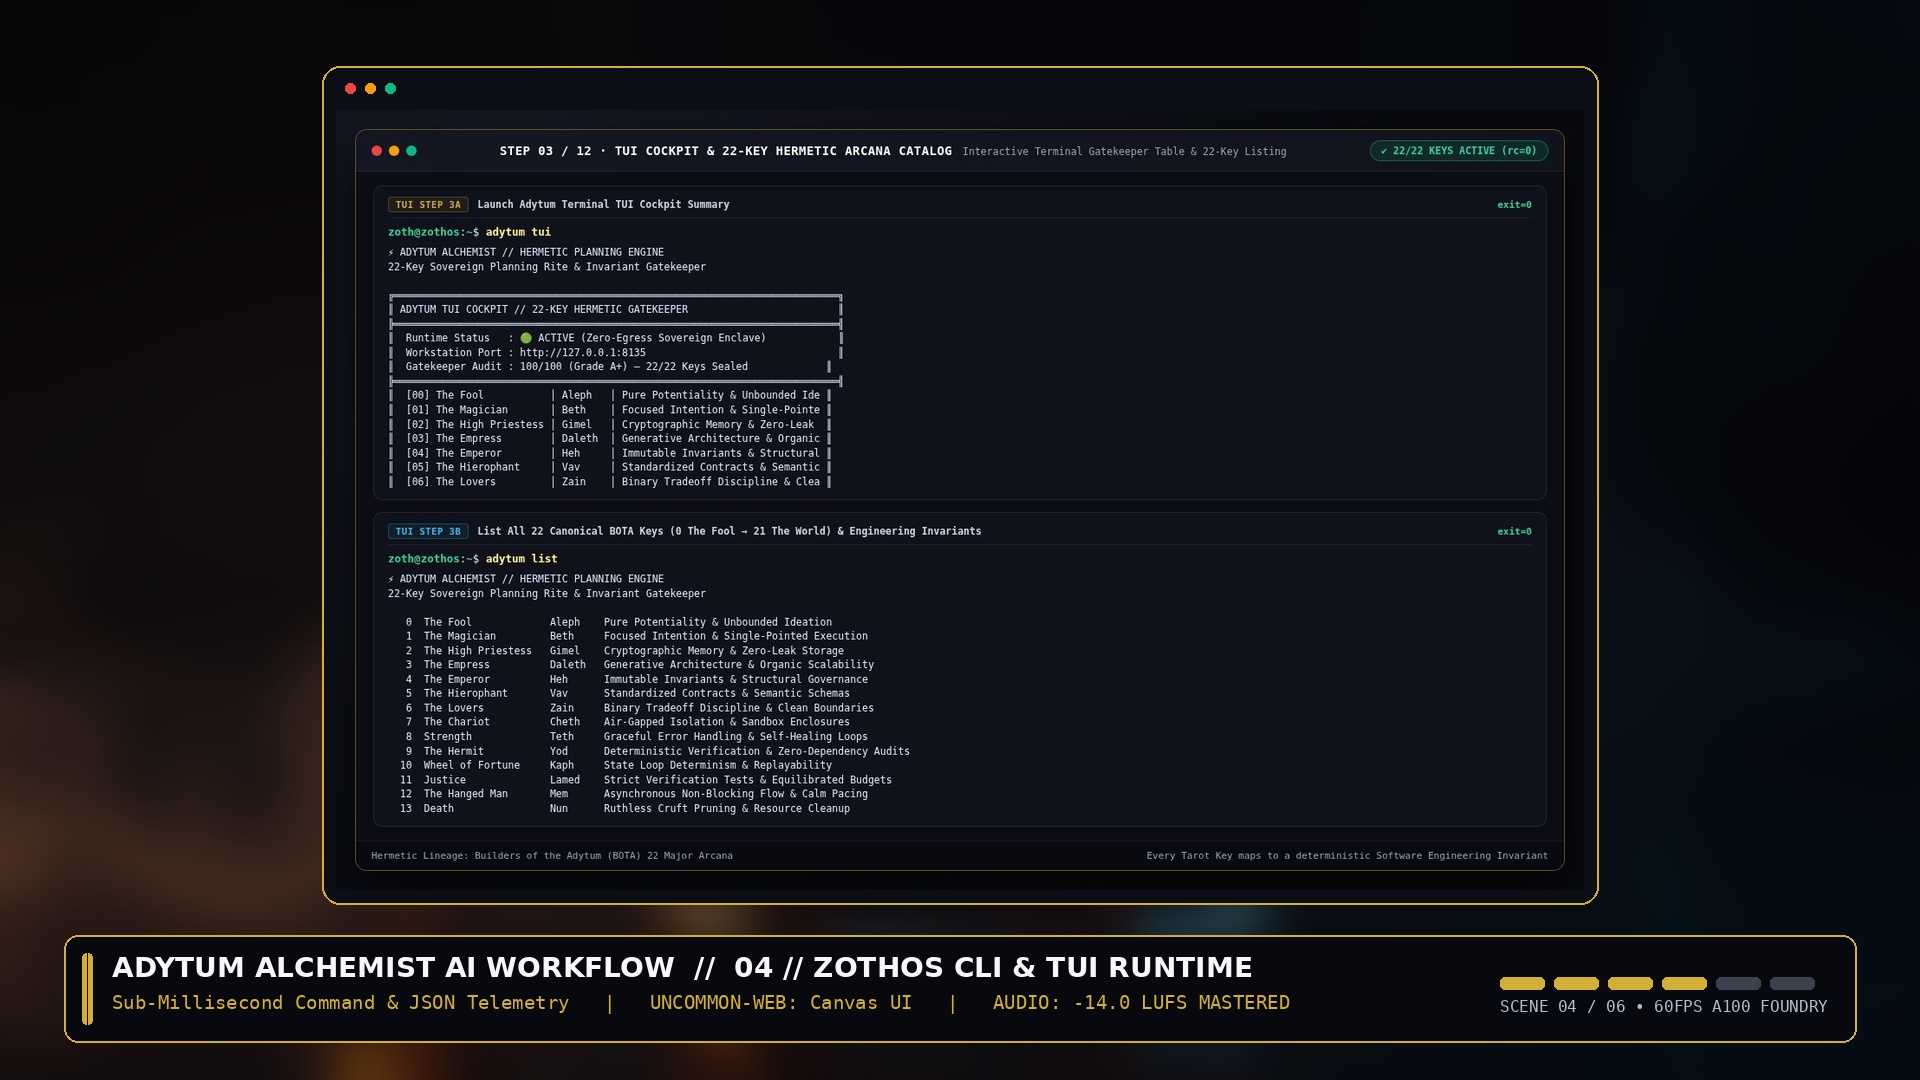 STEP 03 / 12 · TUI COCKPIT & 22-KEY HERMETIC ARCANA CATALOG Interactive Terminal Gatekeeper Table & 22-Key Listing ✓ 22/22 KEYS ACTIVE (rc=0)
TUI STEP 3A Launch Adytum Terminal TUI Cockpit Summary exit=0
zoth@zothos:~$ adytum tui
⚡ ADYTUM ALCHEMIST // HERMETIC PLANNING ENGINE
22-Key Sovereign Planning Rite & Invariant Gatekeeper
ADYTUM TUI COCKPIT // 22-KEY HERMETIC GATEKEEPER
Runtime Status : 🟢 ACTIVE (Zero-Egress Sovereign Enclave)
Workstation Port : http://127.0.0.1:8135
Gatekeeper Audit : 100/100 (Grade A+) — 22/22 Keys Sealed
[00] The Fool │ Aleph │ Pure Potentiality & Unbounded Ide
[01] The Magician │ Beth │ Focused Intention & Single-Pointe
[02] The High Priestess │ Gimel │ Cryptographic Memory & Zero-Leak
[03] The Empress │ Daleth │ Generative Architecture & Organic
[04] The Emperor │ Heh │ Immutable Invariants & Structural
[05] The Hierophant │ Vav │ Standardized Contracts & Semantic
[06] The Lovers │ Zain │ Binary Tradeoff Discipline & Clea
TUI STEP 3B List All 22 Canonical BOTA Keys (0 The Fool → 21 The World) & Engineering Invariants exit=0
zoth@zothos:~$ adytum list
⚡ ADYTUM ALCHEMIST // HERMETIC PLANNING ENGINE
22-Key Sovereign Planning Rite & Invariant Gatekeeper
0 The Fool Aleph Pure Potentiality & Unbounded Ideation
1 The Magician Beth Focused Intention & Single-Pointed Execution
2 The High Priestess Gimel Cryptographic Memory & Zero-Leak Storage
3 The Empress Daleth Generative Architecture & Organic Scalability
4 The Emperor Heh Immutable Invariants & Structural Governance
5 The Hierophant Vav Standardized Contracts & Semantic Schemas
6 The Lovers Zain Binary Tradeoff Discipline & Clean Boundaries
7 The Chariot Cheth Air-Gapped Isolation & Sandbox Enclosures
8 Strength Teth Graceful Error Handling & Self-Healing Loops
9 The Hermit Yod Deterministic Verification & Zero-Dependency Audits
10 Wheel of Fortune Kaph State Loop Determinism & Replayability
11 Justice Lamed Strict Verification Tests & Equilibrated Budgets
12 The Hanged Man Mem Asynchronous Non-Blocking Flow & Calm Pacing
13 Death Nun Ruthless Cruft Pruning & Resource Cleanup
Hermetic Lineage: Builders of the Adytum (BOTA) 22 Major Arcana Every Tarot Key maps to a deterministic Software Engineering Invariant
ADYTUM ALCHEMIST AI WORKFLOW // 04 // ZOTHOS CLI & TUI RUNTIME
Sub-Millisecond Command & JSON Telemetry | UNCOMMON-WEB: Canvas UI | AUDIO: -14.0 LUFS MASTERED
SCENE 04 / 06 • 60FPS A100 FOUNDRY